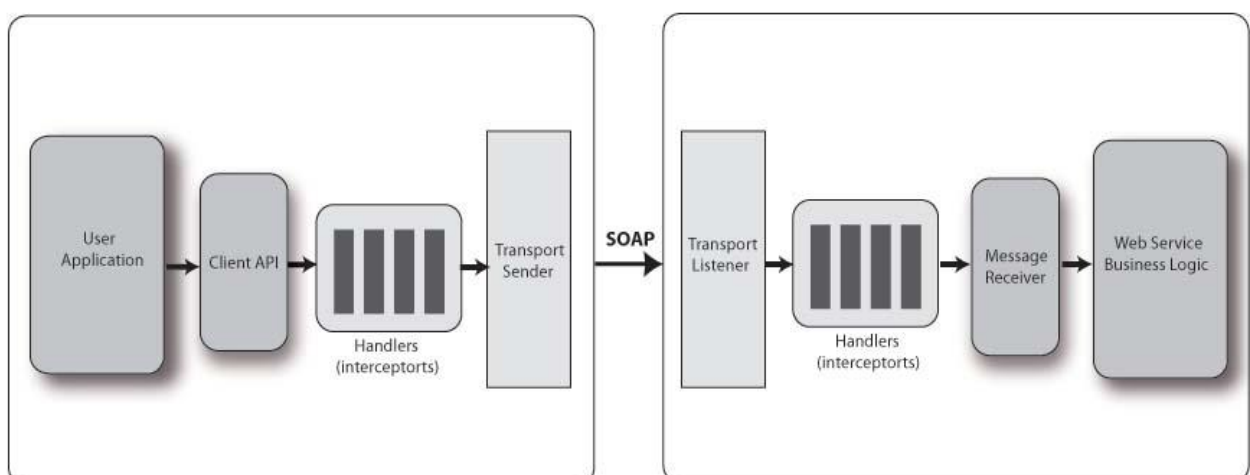 User
Application
Client API
Handlers
(interceptorts)
Transport
Sender
SOAP
Transport
Listener
Handlers
(interceptorts)
Message
Receiver
Web Service
Business Logic